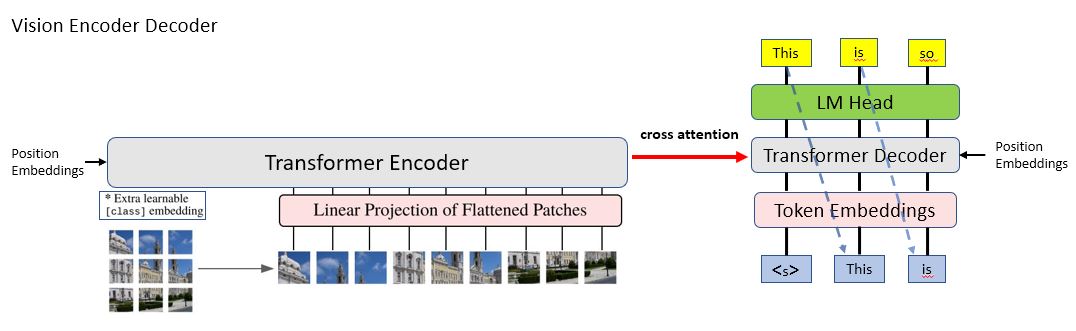 Vision Encoder Decoder
This is so
LM Head
cross attention
Position
Embeddings
Transformer Encoder
Transformer Decoder
Position
Embeddings
* Extra learnable
[class] embedding
Linear Projection of Flattened Patches
Token Embeddings
<s> This is